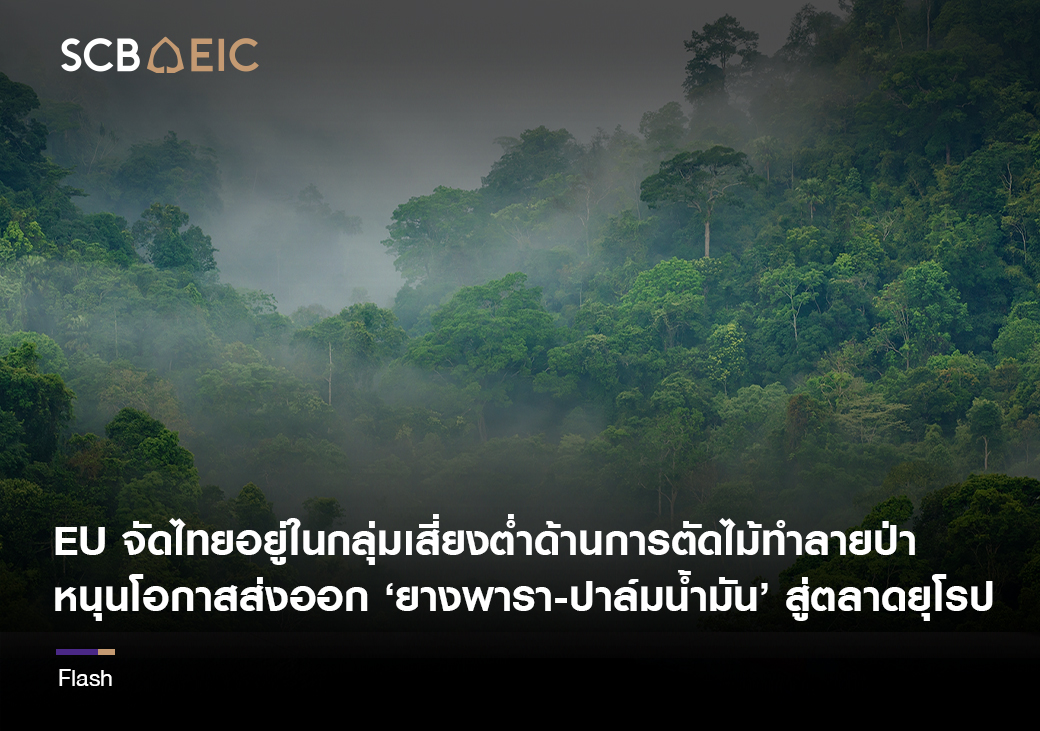 SCB EIC
EU จัดไทยอยู่ในกลุ่มเสี่ยงต่ำด้านการตัดไม้ทำลายป่า
หนุนโอกาสส่งออก ‘ยางพารา-ปาล์มน้ำมัน’ สู่ตลาดยุโรป
Flash